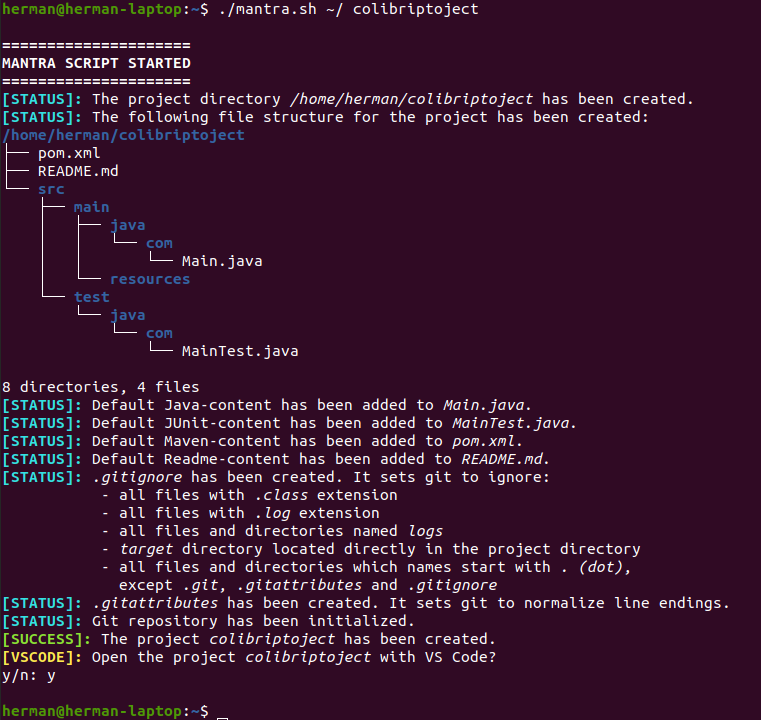 herman@herman-laptop:~$ ./mantra.sh ~/ colibriptoject
=====================
MANTRA SCRIPT STARTED
=====================
[STATUS]: The project directory /home/herman/colibriptoject has been created.
[STATUS]: The following file structure for the project has been created:
/home/herman/colibriptoject
├── pom.xml
├── README.md
└── src
    ├── main
    │   ├── java
    │   │   └── com
    │   │       └── Main.java
    │   └── resources
    └── test
        └── java
            └── com
                └── MainTest.java
8 directories, 4 files
[STATUS]: Default Java-content has been added to Main.java.
[STATUS]: Default JUnit-content has been added to MainTest.java.
[STATUS]: Default Maven-content has been added to pom.xml.
[STATUS]: Default Readme-content has been added to README.md.
[STATUS]: .gitignore has been created. It sets git to ignore:
           - all files with .class extension
           - all files with .log extension
           - all files and directories named logs
           - target directory located directly in the project directory
           - all files and directories which names start with . (dot),
             except .git, .gitattributes and .gitignore
[STATUS]: .gitattributes has been created. It sets git to normalize line endings.
[STATUS]: Git repository has been initialized.
[SUCCESS]: The project colibriptoject has been created.
[VSCODE]: Open the project colibriptoject with VS Code?
y/n: y
herman@herman-laptop:~$